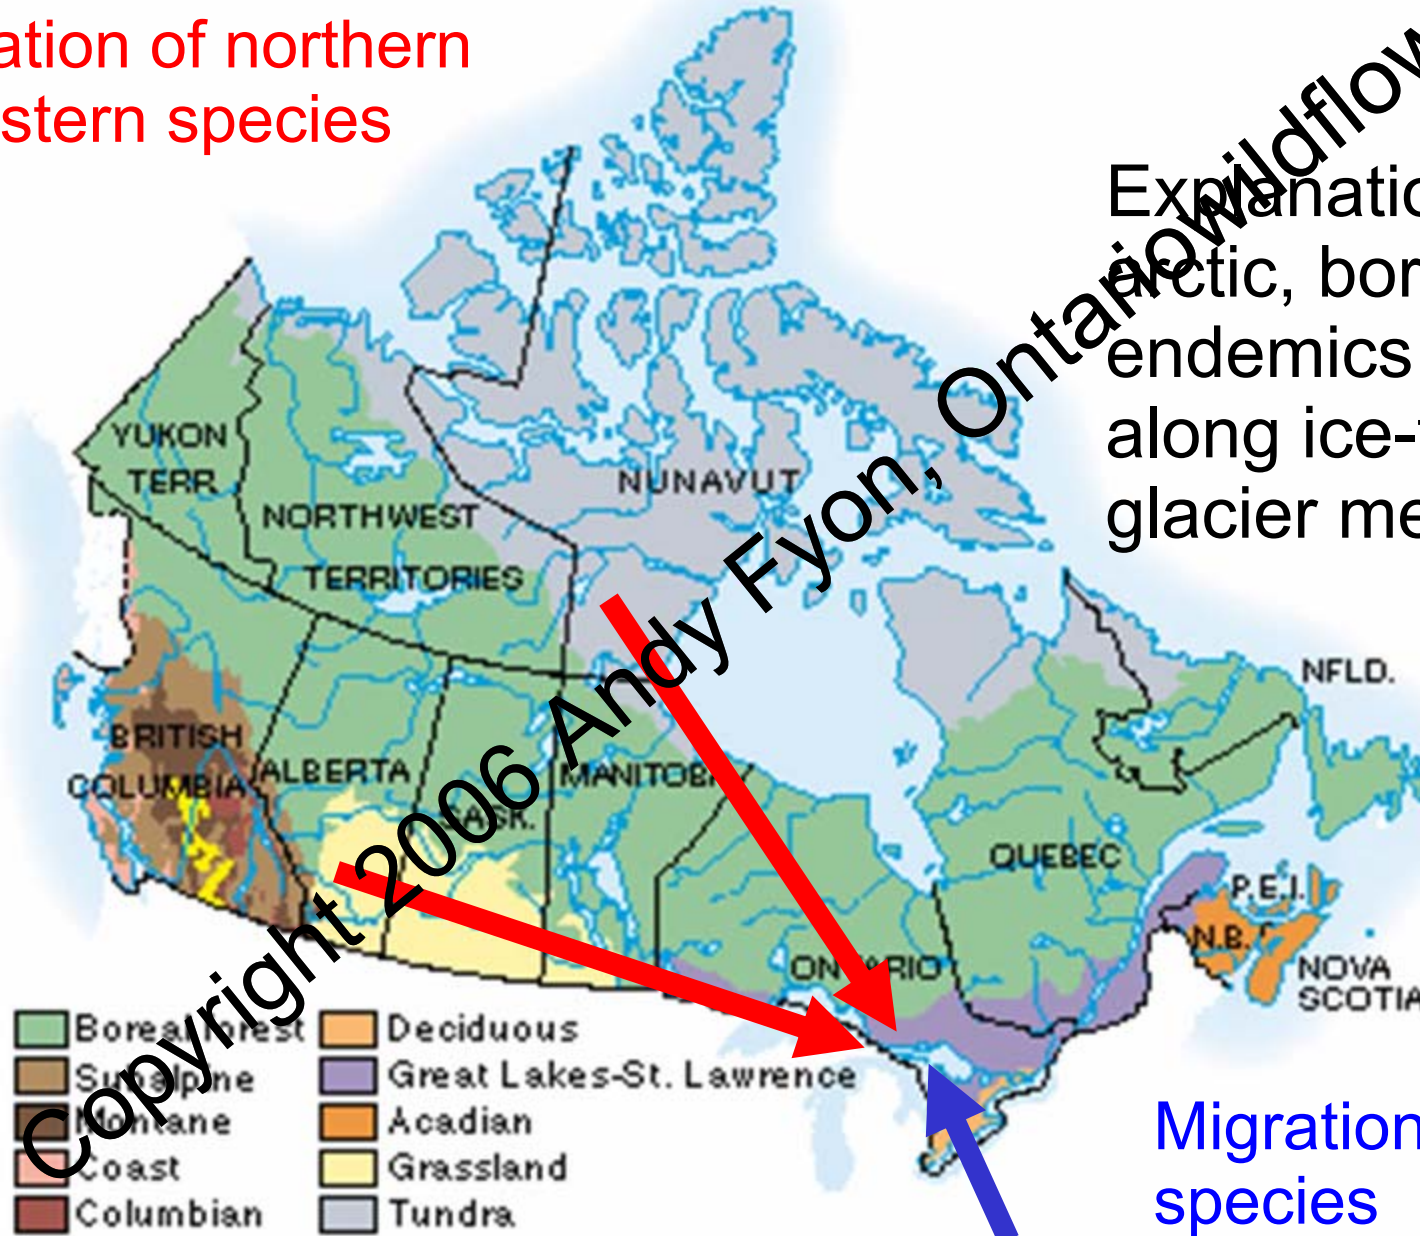 ation of northern
stern species
Explanatio
arctic, bor
endemics
along ice-
glacier me
Copyright 2006 Andy Fyon, Ontariowildflow
YUKON
TERR.
NORTHWEST
TERRITORIES
NUNAVUT
BRITISH
COLUMBIA
ALBERTA
SASK.
MANITOBA
ONTARIO
QUEBEC
NFLD.
P.E.I.
N.B.
NOVA
SCOTIA
Boreal forest
Subalpine
Montane
Coast
Columbian
Deciduous
Great Lakes-St. Lawrence
Acadian
Grassland
Tundra
Migration
species